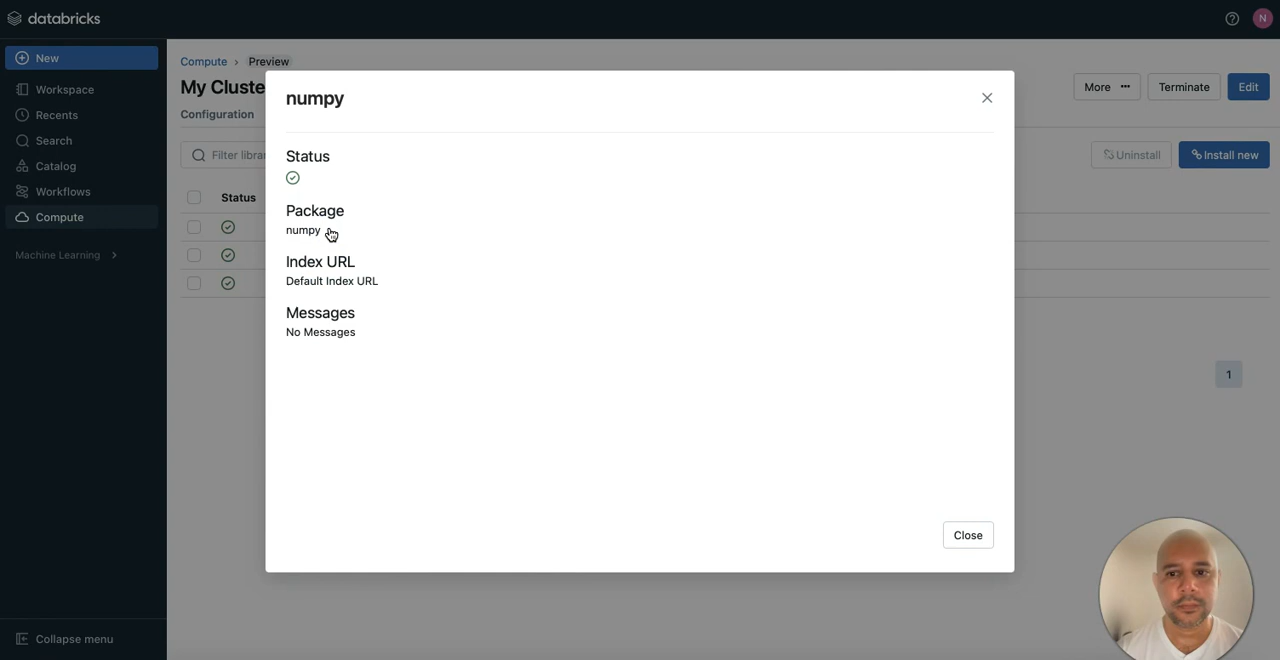 databricks
N
New
Workspace
Recents
Search
Catalog
Workflows
Compute
Machine Learning
Collapse menu
Compute › Preview
My Cluste
More ···
Terminate
Edit
Configuration
Filter librar
Uninstall
Install new
Status
1
numpy
Status
Package
numpy
Index URL
Default Index URL
Messages
No Messages
Close